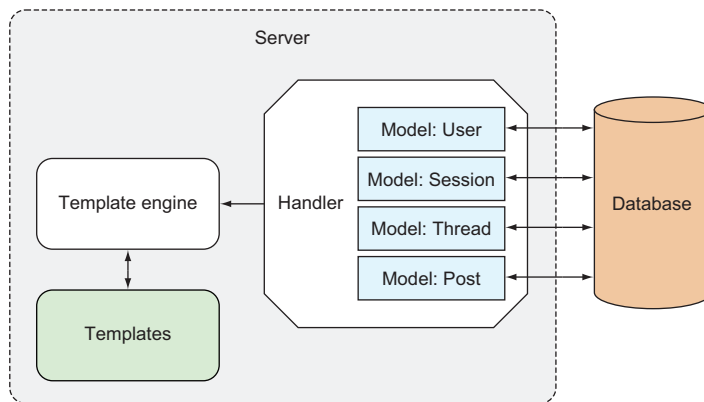 Server
Model: User
Model: Session
Template engine
Handler
Database
Model: Thread
Model: Post
Templates